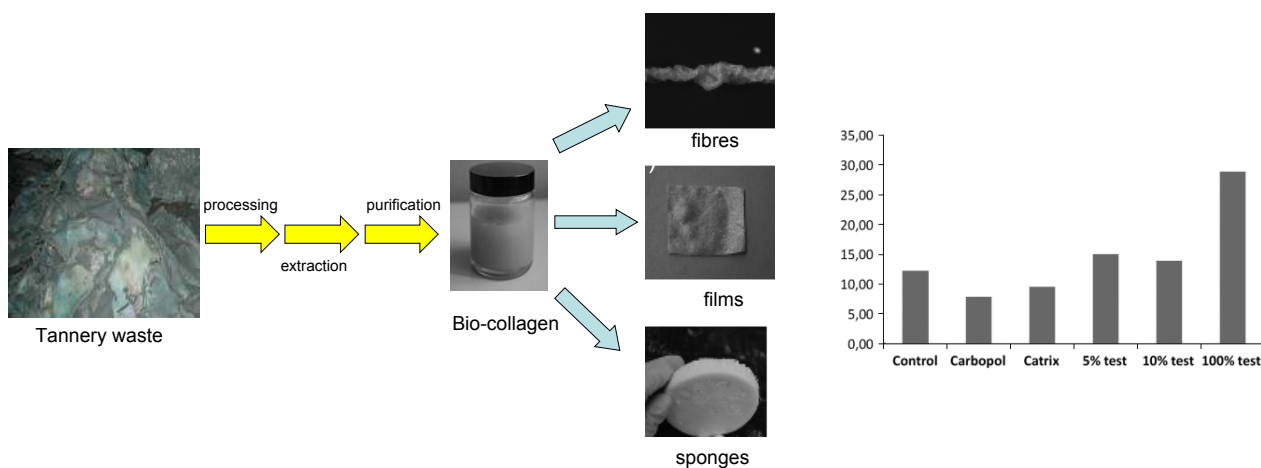 Tannery waste
processing
extraction
purification
Bio-collagen
fibres
)
films
sponges
35,00
30,00
25,00
20,00
15,00
10,00
5,00
0,00
Control Carbopol Catrix 5% test 10% test 100% test